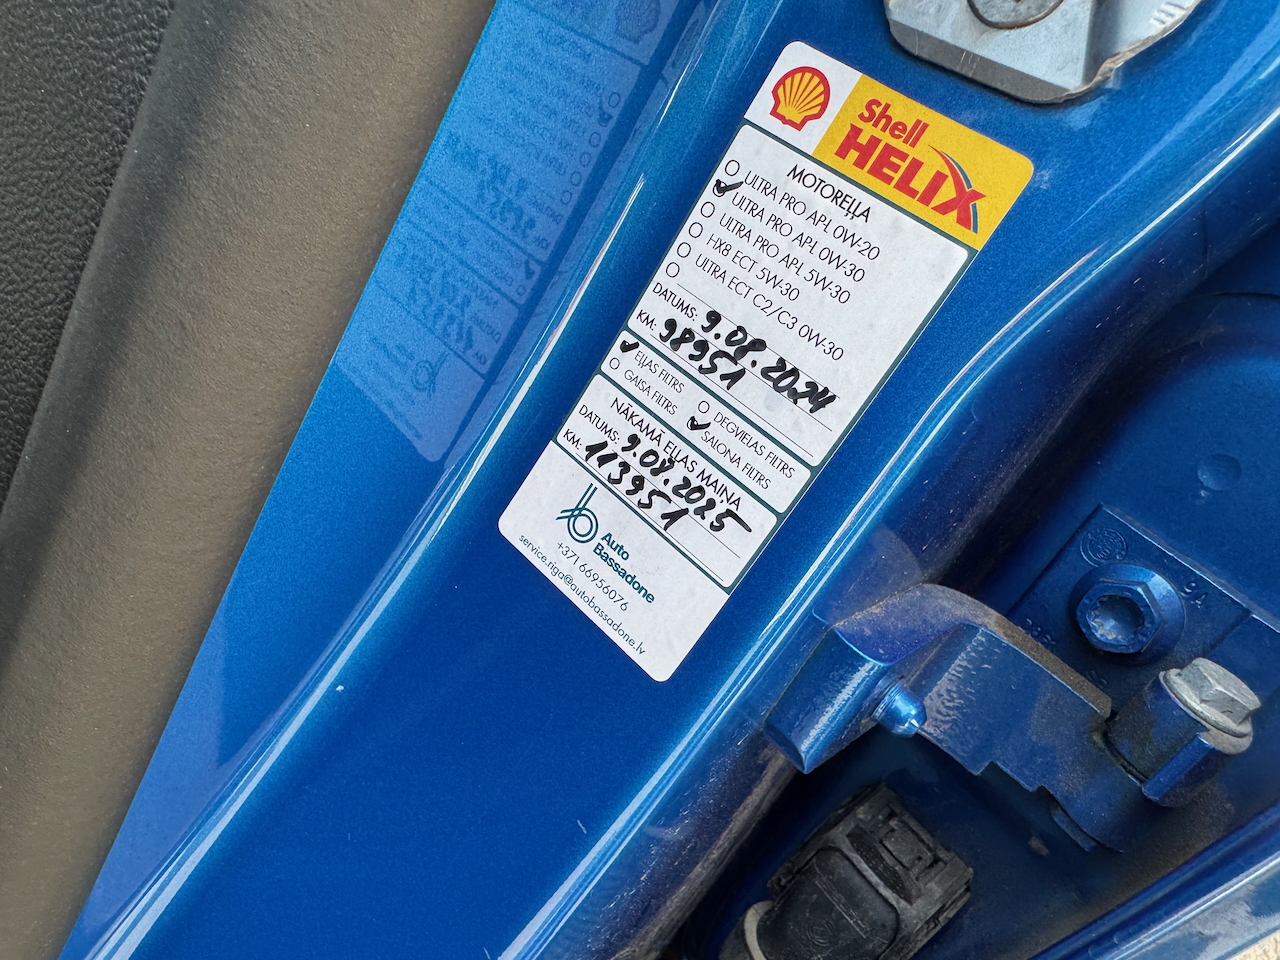 Shell
HELIX
MOTOREĻĻA
ULTRA PRO APL 0W-20
ULTRA PRO APL 0W-30
ULTRA PRO APL 5W-30
HX8 ECT 5W-30
ULTRA ECT C2/C3 0W-30
DATUMS: 9.08.2024
KM: 98951
EĻĻAS FILTRS
DEGVIELAS FILTRS
GAISA FILTRS
SALONA FILTRS
NĀKAMĀ EĻĻAS MAIŅA
DATUMS: 9.08.2025
KM: 113951
Auto
Bassadone
+371 66956076
service.riga@autobassadone.lv